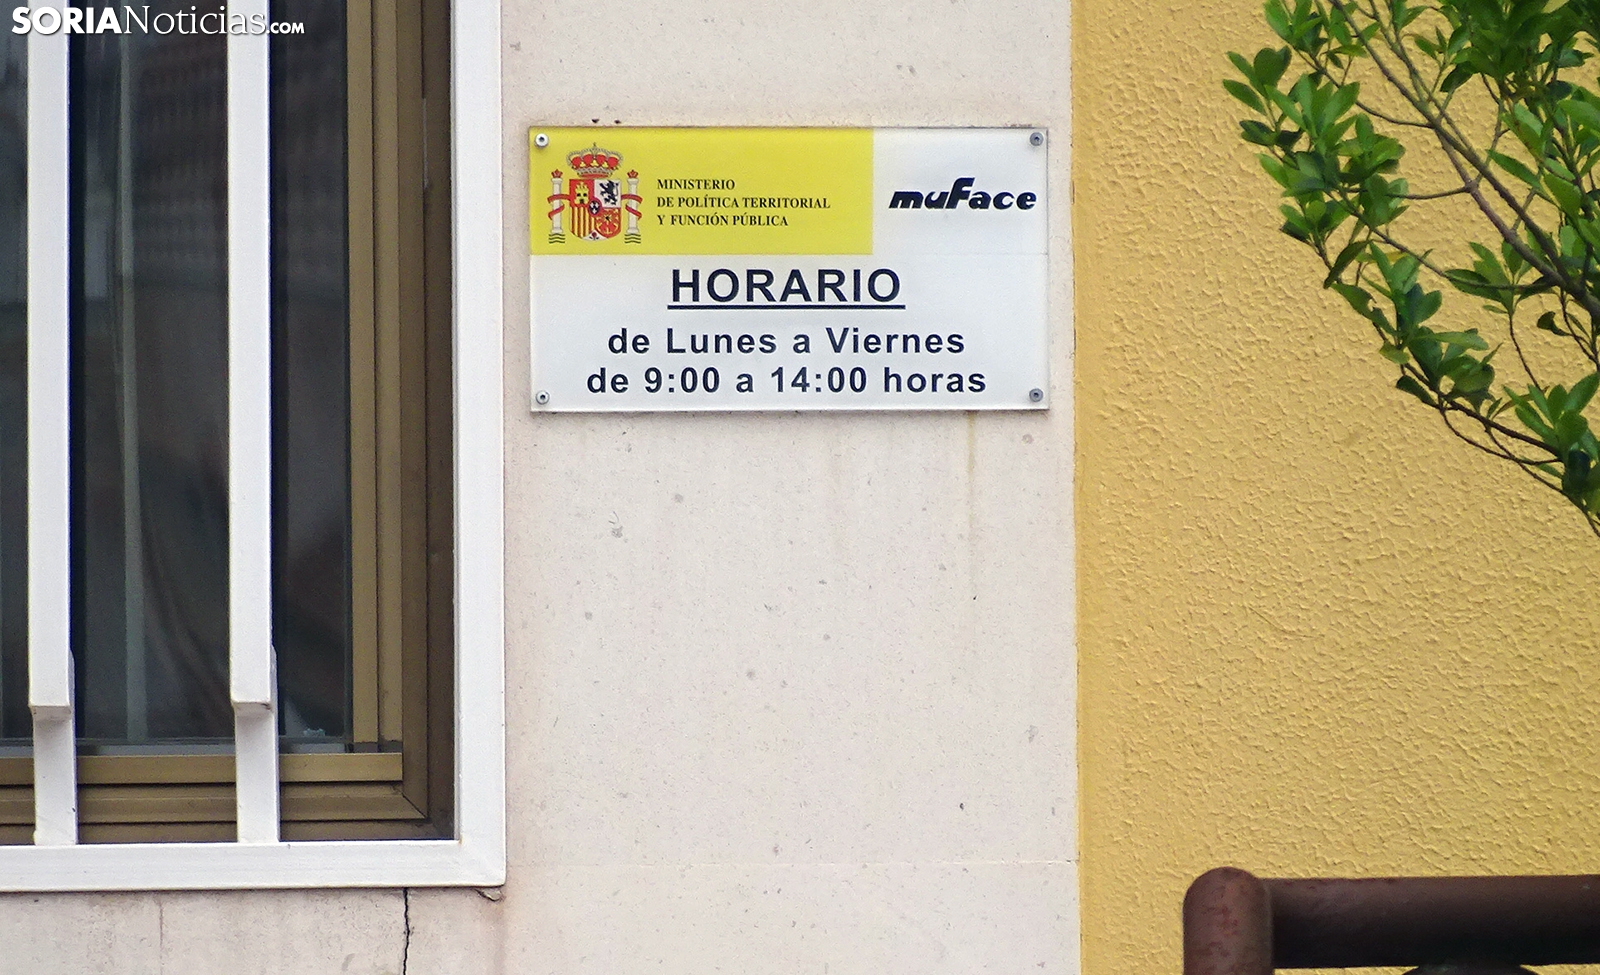 SORIANoticias.com
MINISTERIO
DE POLÍTICA TERRITORIAL
Y FUNCIÓN PÚBLICA
muface
HORARIO
de Lunes a Viernes
de 9:00 a 14:00 horas